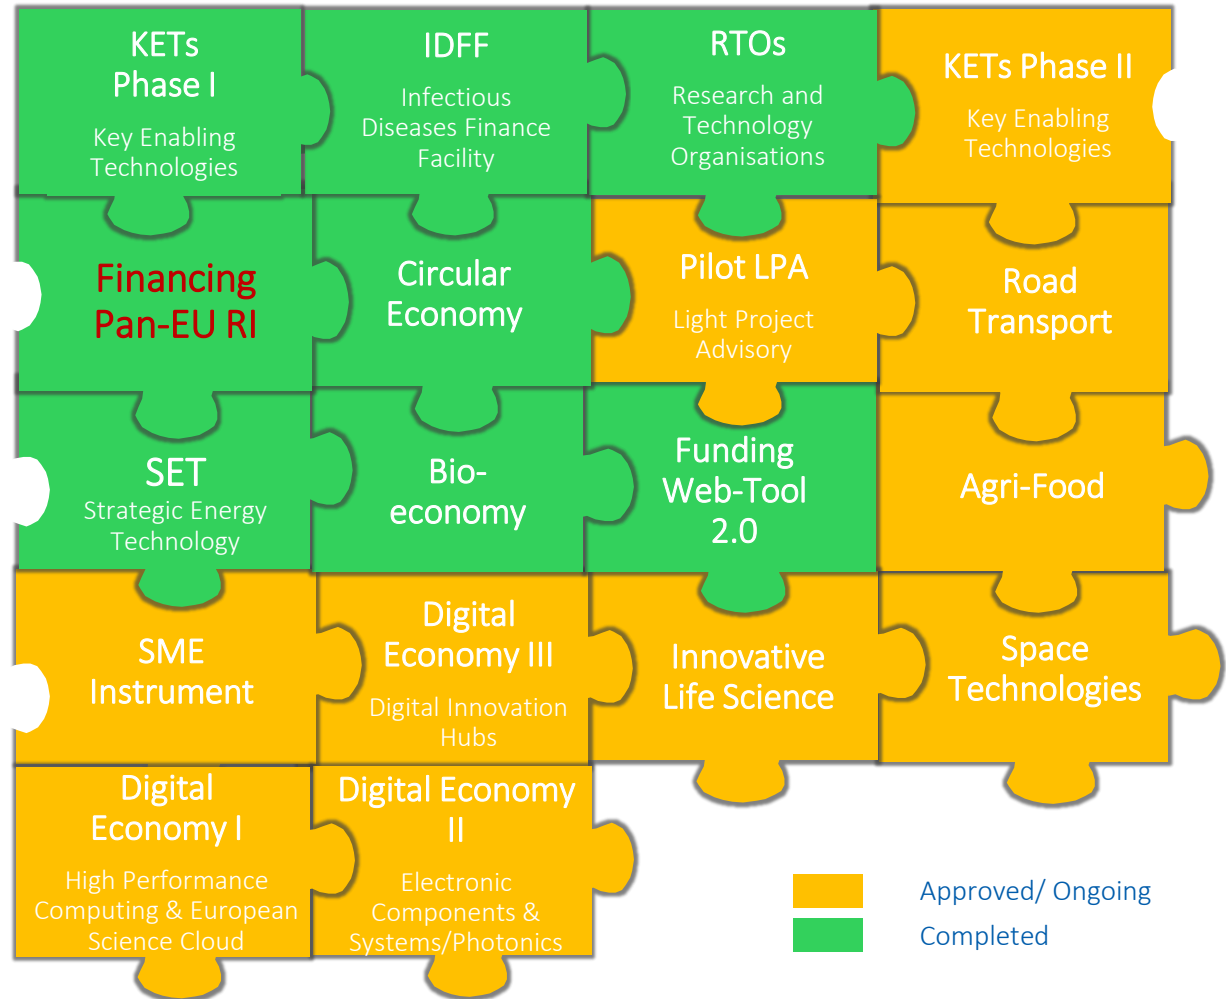 KETs
Phase I
Key Enabling
Technologies
IDFF
Infectious
Diseases Finance
Facility
RTOs
Research and
Technology
Organisations
KETs Phase II
Key Enabling
Technologies
Financing
Pan-EU RI
Circular
Economy
Pilot LPA
Light Project
Advisory
Road
Transport
SET
Strategic Energy
Technology
Bio-
economy
Funding
Web-Tool
2.0
Agri-Food
SME
Instrument
Digital
Economy III
Digital Innovation
Hubs
Innovative
Life Science
Space
Technologies
Digital
Economy I
High Performance
Computing & European
Science Cloud
Digital Economy
II
Electronic
Components &
Systems/Photonics
Approved/ Ongoing
Completed